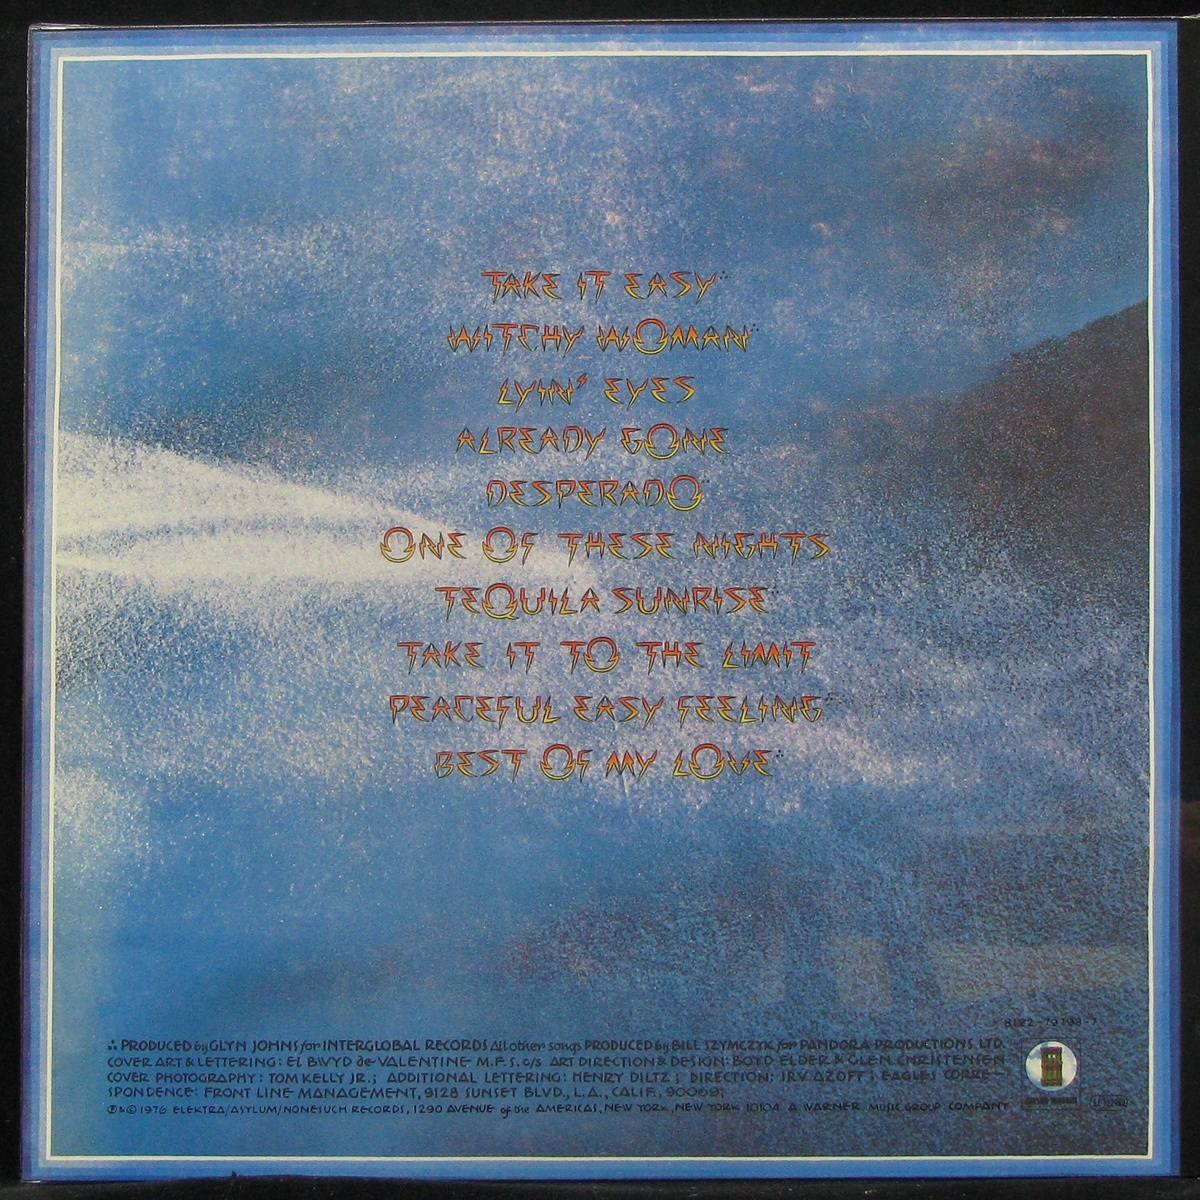 TAKE IT EASY∴
WITCHY WOMAN∴
LYIN' EYES
ALREADY GONE
DESPERADO∴
ONE OF THESE NIGHTS
TEQUILA SUNRISE∴
TAKE IT TO THE LIMIT
PEACEFUL EASY FEELING∴
BEST OF MY LOVE∴
∴ PRODUCED by GLYN JOHNS for INTERGLOBAL RECORDS All other songs PRODUCED by BILL SZYMCZYK for PANDORA PRODUCTIONS, LTD.
COVER ART & LETTERING: El BWYD de VALENTINE M.F.S. c/s ART DIRECTION & DESIGN: BOYD ELDER & GLEN CHRISTENSEN
COVER PHOTOGRAPHY: TOM KELLY JR.; ADDITIONAL LETTERING: HENRY DILTZ; DIRECTION: IRV AZOFF; EAGLES CORRE-
SPONDENCE: FRONT LINE MANAGEMENT, 9128 SUNSET BLVD., L.A., CALIF., 90069;
℗ & © 1976 ELEKTRA/ASYLUM/NONESUCH RECORDS, 1290 AVENUE of the AMERICAS, NEW YORK, NEW YORK 10104 A WARNER MUSIC GROUP COMPANY